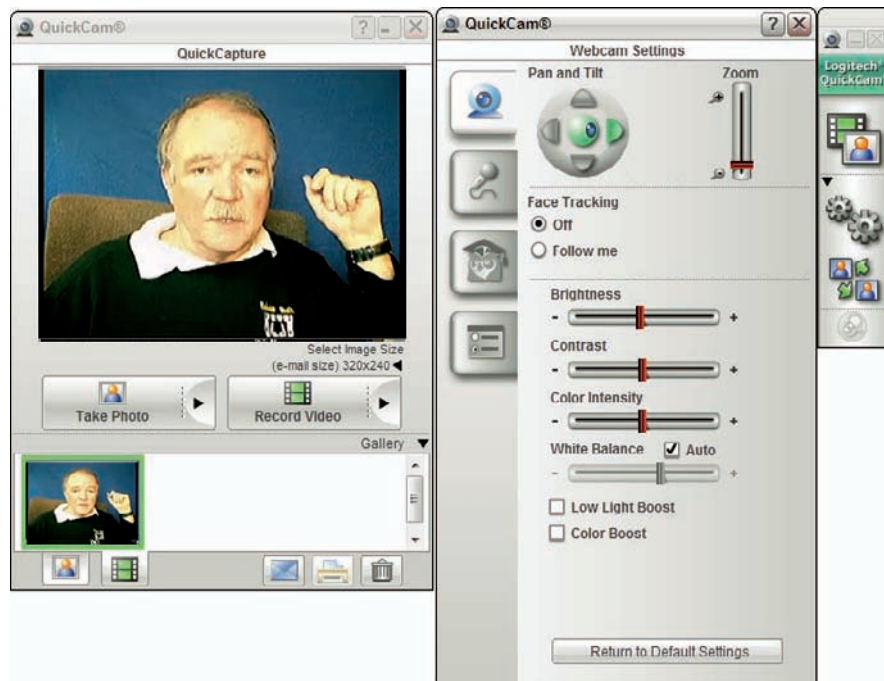 QuickCam®
QuickCapture
UCSB
Select Image Size
(e-mail size) 320x240
Take Photo
Record Video
Gallery
QuickCam®
Webcam Settings
Pan and Tilt
Zoom
Face Tracking
Off
Follow me
Brightness
- +
Contrast
- +
Color Intensity
- +
White Balance
Auto
- +
Low Light Boost
Color Boost
Return to Default Settings
Logitech®
QuickCam®